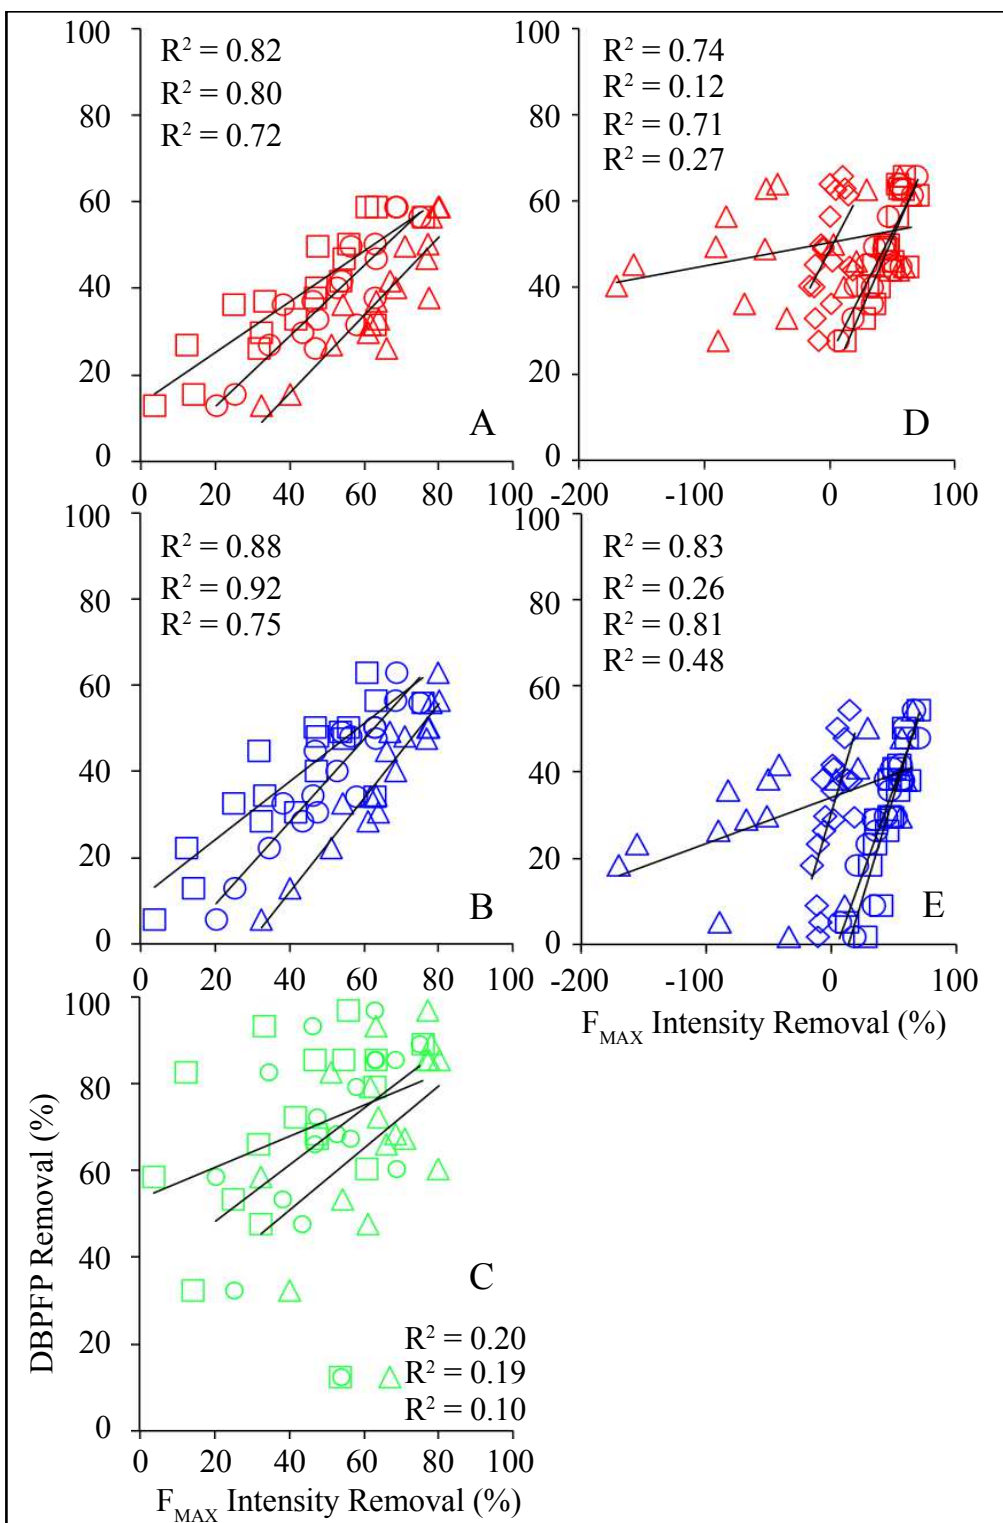 100
80
60
40
20
0
R² = 0.82
R² = 0.80
R² = 0.72
A
0 20 40 60 80 100
100
80
60
40
20
0
R² = 0.74
R² = 0.12
R² = 0.71
R² = 0.27
D
-200 -100 0 100
100
80
60
40
20
0
R² = 0.88
R² = 0.92
R² = 0.75
B
0 20 40 60 80 100
100
80
60
40
20
0
R² = 0.83
R² = 0.26
R² = 0.81
R² = 0.48
E
-200 -100 0 100
F_MAX Intensity Removal (%)
DBPFP Removal (%)
100
80
60
40
20
0
C
R² = 0.20
R² = 0.19
R² = 0.10
0 20 40 60 80 100
F_MAX Intensity Removal (%)